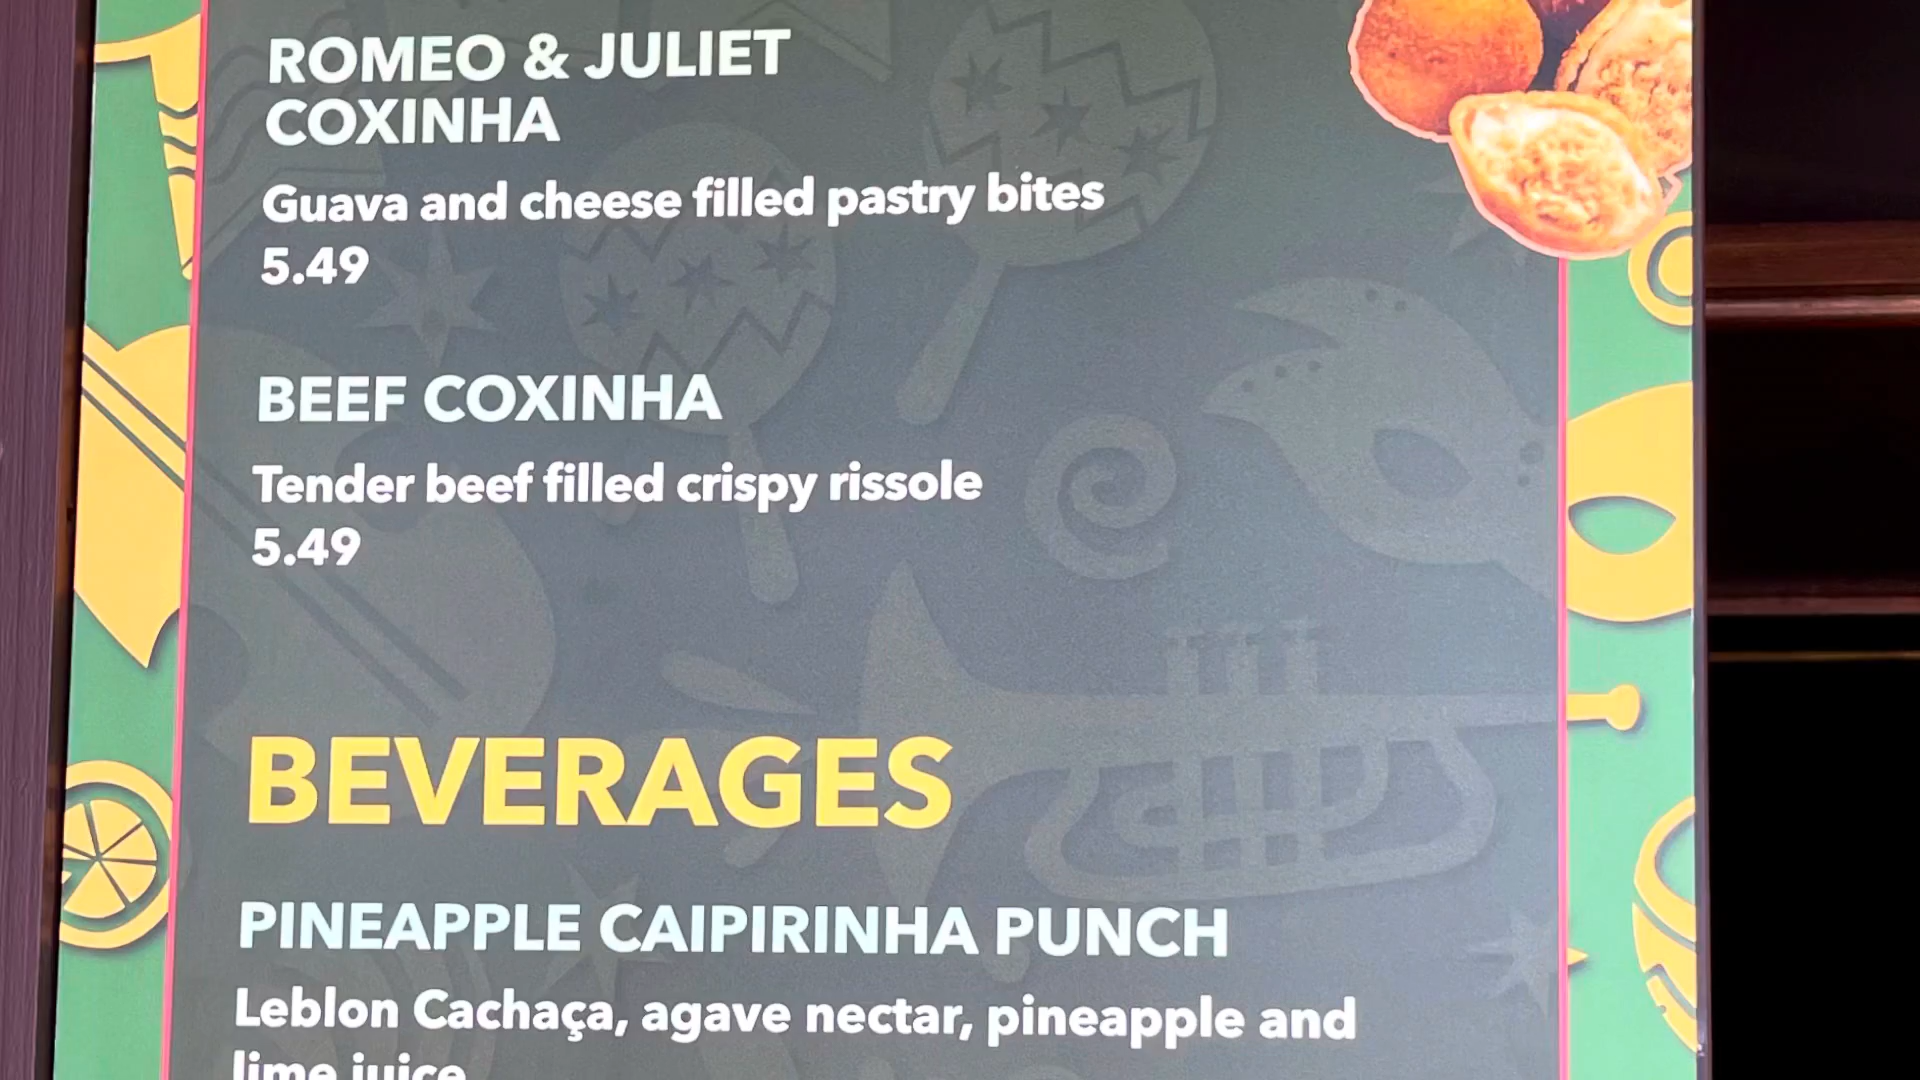 ROMEO & JULIET
COXINHA
Guava and cheese filled pastry bites
5.49
BEEF COXINHA
Tender beef filled crispy rissole
5.49
BEVERAGES
PINEAPPLE CAIPIRINHA PUNCH
Leblon Cachaça, agave nectar, pineapple and
lime juice